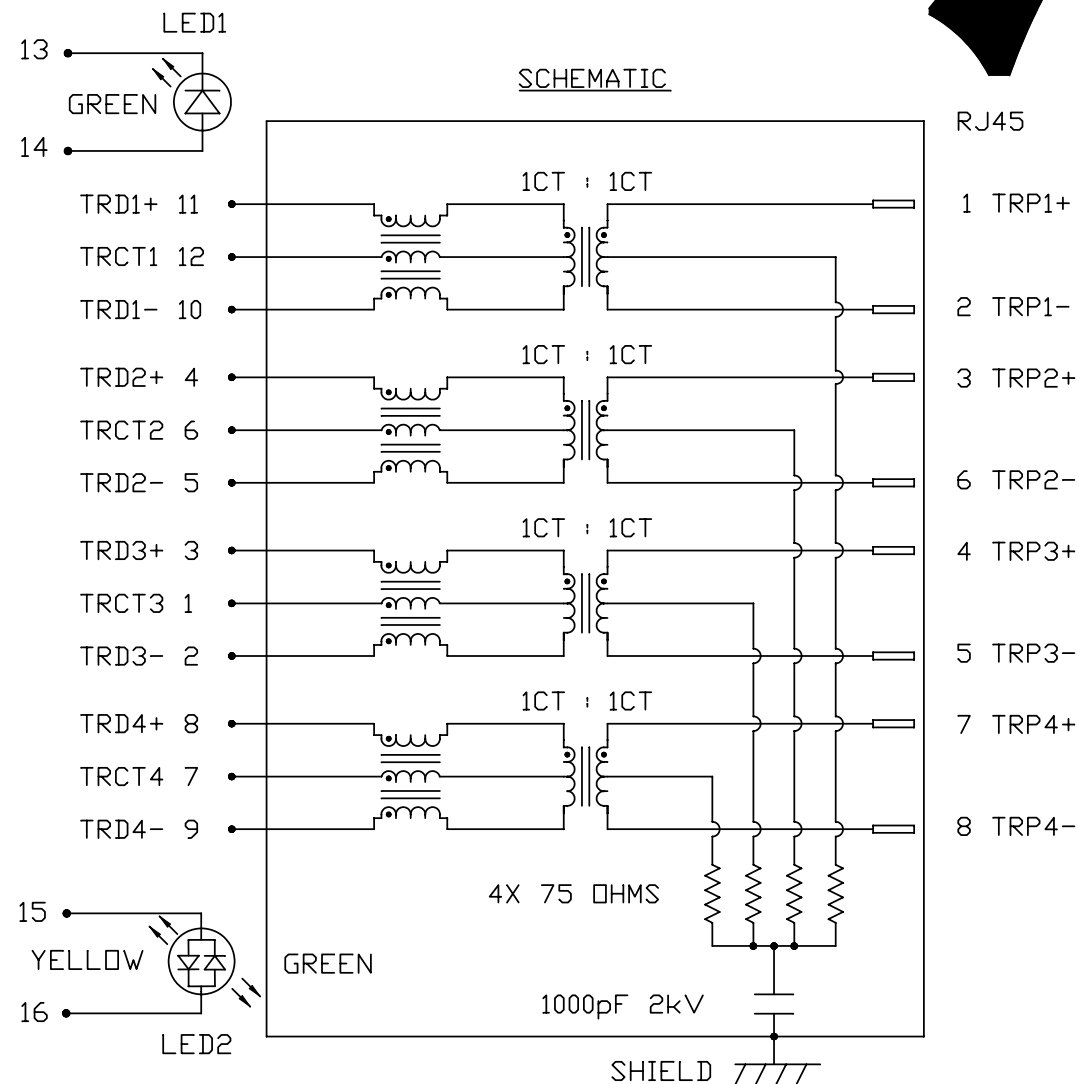 LED1
13
SCHEMATIC
GREEN
RJ45
14
1CT : 1CT
TRD1+ 11
1 TRP1+
TRCT1 12
TRD1- 10
2 TRP1-
1CT : 1CT
TRD2+ 4
3 TRP2+
TRCT2 6
TRD2- 5
6 TRP2-
1CT : 1CT
TRD3+ 3
4 TRP3+
TRCT3 1
TRD3- 2
5 TRP3-
1CT : 1CT
TRD4+ 8
7 TRP4+
TRCT4 7
TRD4- 9
8 TRP4-
4X 75 OHMS
15
YELLOW
GREEN
1000pF 2kV
16
LED2
SHIELD